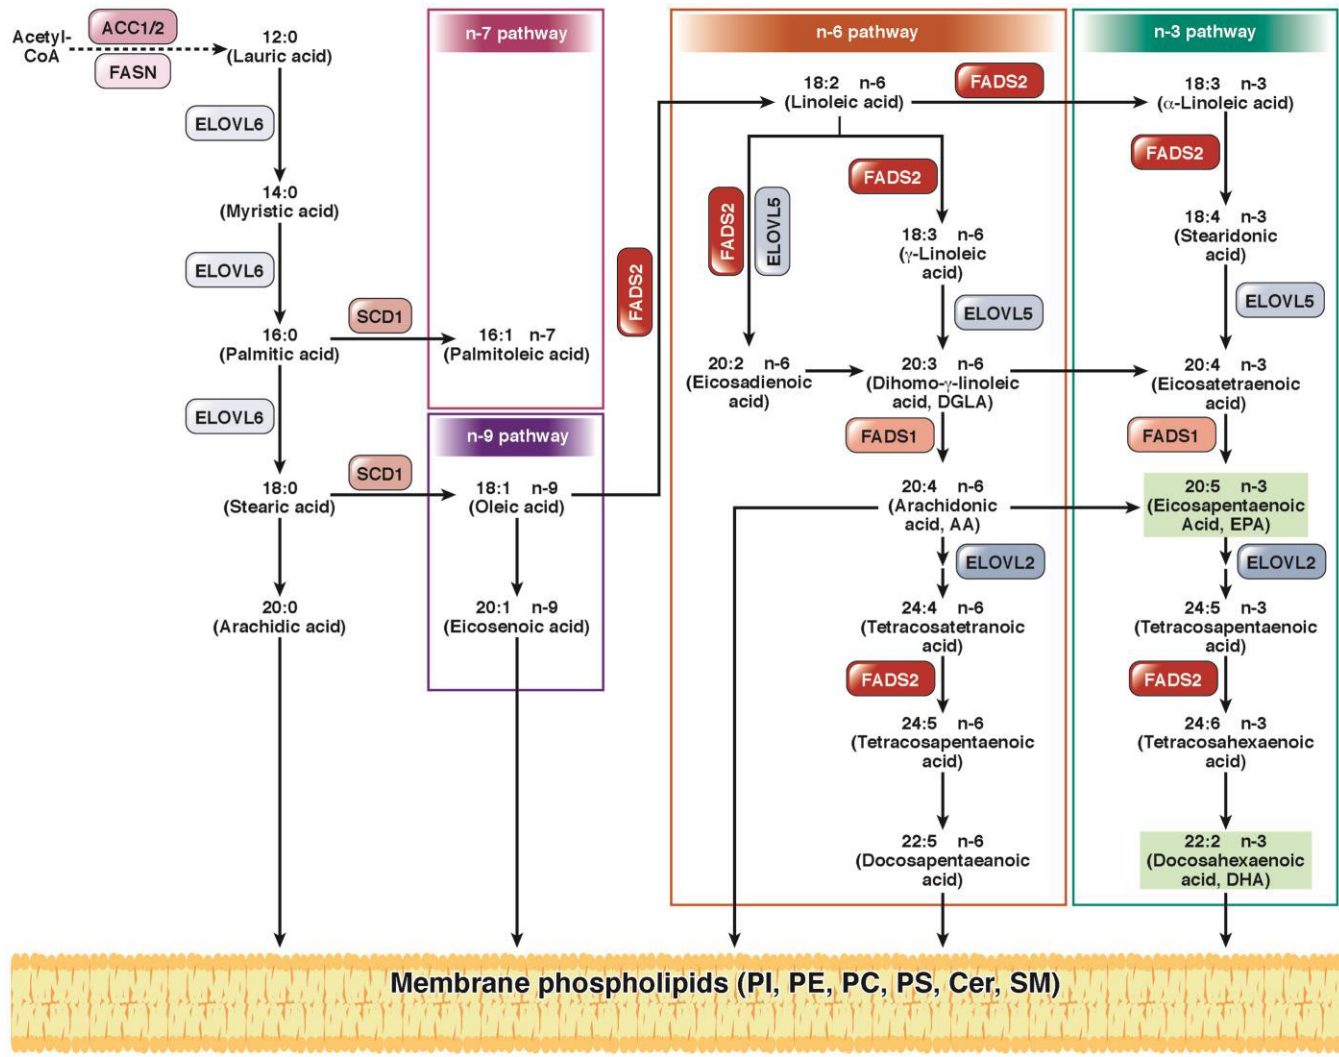 Acetyl-
CoA
ACC1/2
FASN
12:0
(Lauric acid)
ELOVL6
14:0
(Myristic acid)
ELOVL6
16:0
(Palmitic acid)
SCD1
ELOVL6
18:0
(Stearic acid)
SCD1
20:0
(Arachidic acid)
n-7 pathway
16:1 n-7
(Palmitoleic acid)
n-9 pathway
18:1 n-9
(Oleic acid)
20:1 n-9
(Eicosenoic acid)
FADS2
n-6 pathway
18:2 n-6
(Linoleic acid)
FADS2
FADS2
ELOVL5
FADS2
18:3 n-6
(γ-Linoleic
acid)
ELOVL5
20:2 n-6
(Eicosadienoic
acid)
20:3 n-6
(Dihomo-γ-linoleic
acid, DGLA)
FADS1
20:4 n-6
(Arachidonic
acid, AA)
ELOVL2
24:4 n-6
(Tetracosatetranoic
acid)
FADS2
24:5 n-6
(Tetracosapentaenoic
acid)
22:5 n-6
(Docosapentaeanoic
acid)
n-3 pathway
18:3 n-3
(α-Linoleic acid)
FADS2
18:4 n-3
(Stearidonic
acid)
ELOVL5
20:4 n-3
(Eicosatetraenoic
acid)
FADS1
20:5 n-3
(Eicosapentaenoic
Acid, EPA)
ELOVL2
24:5 n-3
(Tetracosapentaenoic
acid)
FADS2
24:6 n-3
(Tetracosahexaenoic
acid)
22:2 n-3
(Docosahexaenoic
acid, DHA)
Membrane phospholipids (PI, PE, PC, PS, Cer, SM)